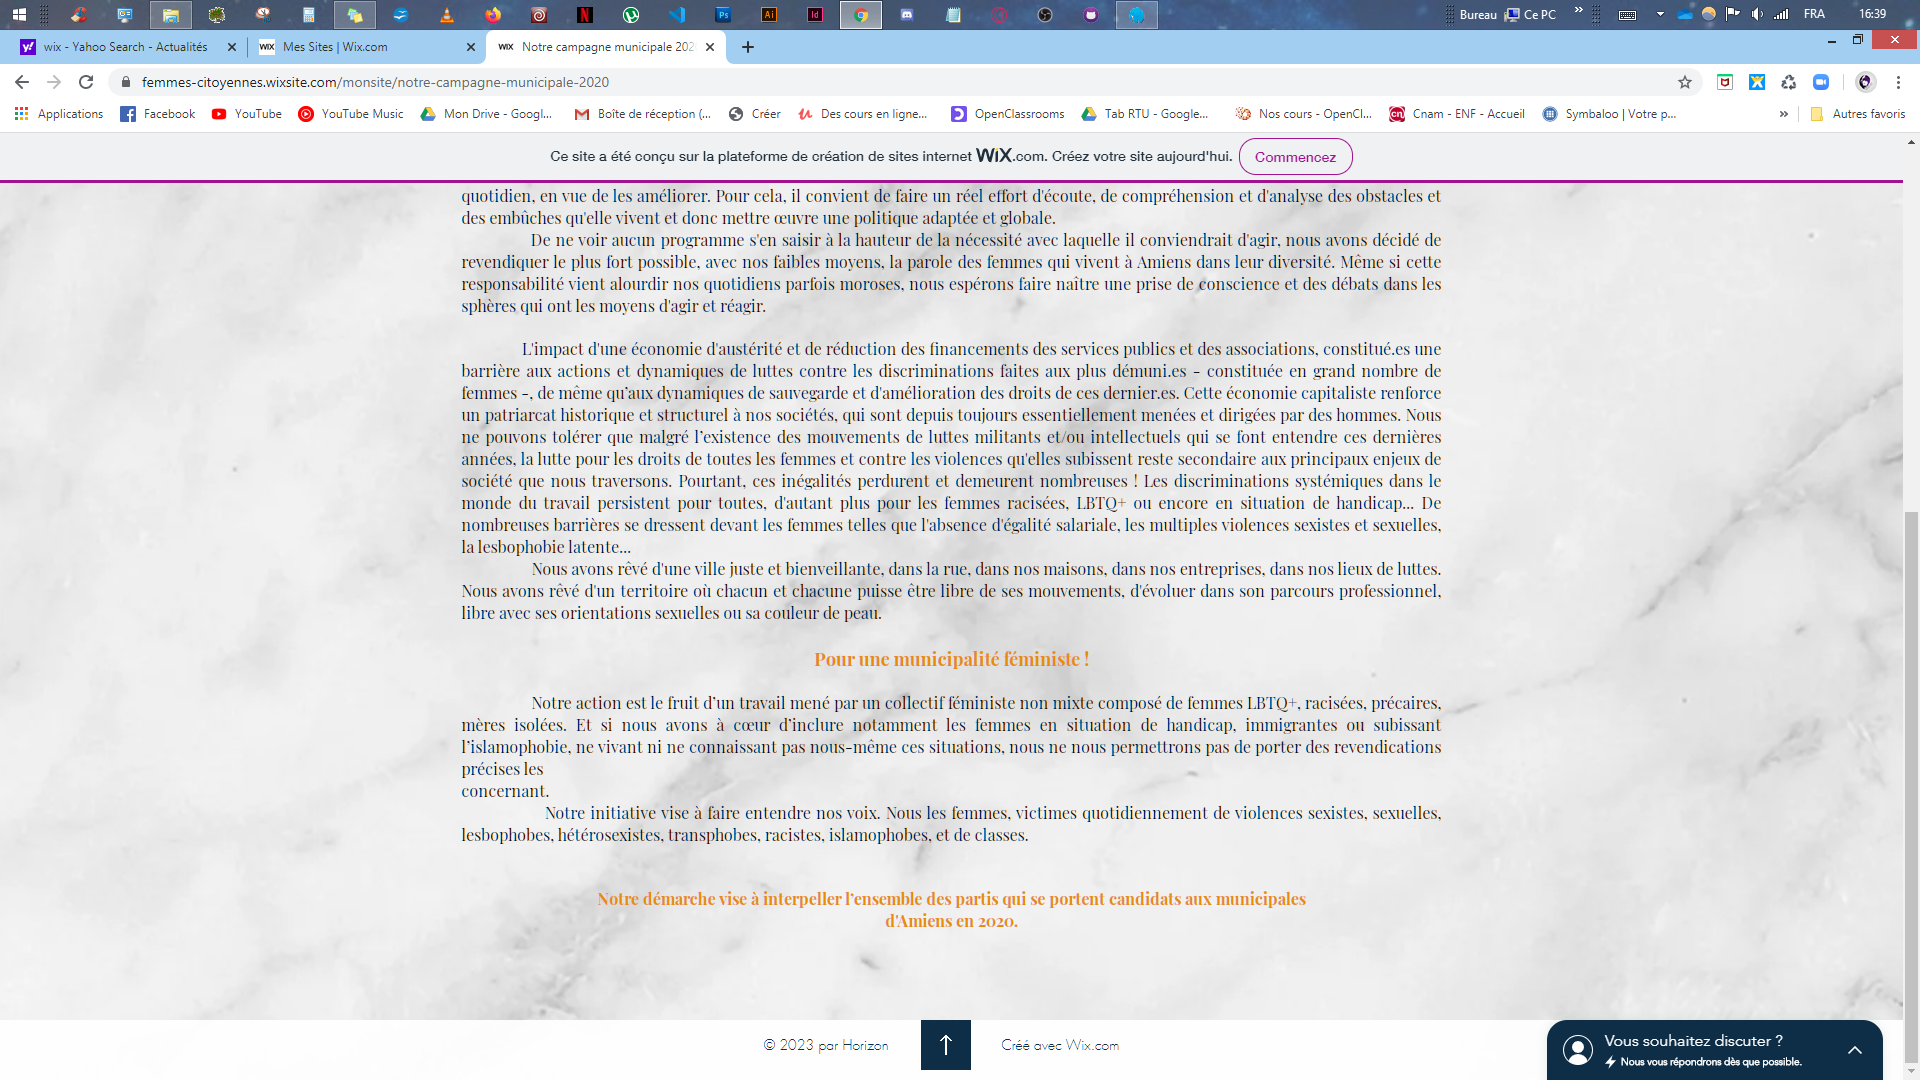 Bureau
Ce PC
»
FRA
16:39
wix - Yahoo Search - Actualités
WiX Mes Sites | Wix.com
WiX Notre campagne municipale 202
femmes-citoyennes.wixsite.com/monsite/notre-campagne-municipale-2020
Applications
Facebook
YouTube
YouTube Music
Mon Drive - Googl...
Boîte de réception (...
Créer
Des cours en ligne...
OpenClassrooms
Tab RTU - Google...
Nos cours - OpenCl...
Cnam - ENF - Accueil
Symbaloo | Votre p...
»
Autres favoris
Ce site a été conçu sur la plateforme de création de sites internet WiX.com. Créez votre site aujourd'hui.
Commencez
quotidien, en vue de les améliorer. Pour cela, il convient de faire un réel effort d'écoute, de compréhension et d'analyse des obstacles et
des embûches qu'elle vivent et donc mettre œuvre une politique adaptée et globale.
De ne voir aucun programme s'en saisir à la hauteur de la nécessité avec laquelle il conviendrait d'agir, nous avons décidé de
revendiquer le plus fort possible, avec nos faibles moyens, la parole des femmes qui vivent à Amiens dans leur diversité. Même si cette
responsabilité vient alourdir nos quotidiens parfois moroses, nous espérons faire naître une prise de conscience et des débats dans les
sphères qui ont les moyens d'agir et réagir.
L'impact d'une économie d'austérité et de réduction des financements des services publics et des associations, constitué.es une
barrière aux actions et dynamiques de luttes contre les discriminations faites aux plus démuni.es - constituée en grand nombre de
femmes -, de même qu’aux dynamiques de sauvegarde et d'amélioration des droits de ces dernier.es. Cette économie capitaliste renforce
un patriarcat historique et structurel à nos sociétés, qui sont depuis toujours essentiellement menées et dirigées par des hommes. Nous
ne pouvons tolérer que malgré l’existence des mouvements de luttes militants et/ou intellectuels qui se font entendre ces dernières
années, la lutte pour les droits de toutes les femmes et contre les violences qu'elles subissent reste secondaire aux principaux enjeux de
société que nous traversons. Pourtant, ces inégalités perdurent et demeurent nombreuses ! Les discriminations systémiques dans le
monde du travail persistent pour toutes, d'autant plus pour les femmes racisées, LBTQ+ ou encore en situation de handicap... De
nombreuses barrières se dressent devant les femmes telles que l'absence d'égalité salariale, les multiples violences sexistes et sexuelles,
la lesbophobie latente...
Nous avons rêvé d'une ville juste et bienveillante, dans la rue, dans nos maisons, dans nos entreprises, dans nos lieux de luttes.
Nous avons rêvé d'un territoire où chacun et chacune puisse être libre de ses mouvements, d'évoluer dans son parcours professionnel,
libre avec ses orientations sexuelles ou sa couleur de peau.
Pour une municipalité féministe !
Notre action est le fruit d’un travail mené par un collectif féministe non mixte composé de femmes LBTQ+, racisées, précaires,
mères isolées. Et si nous avons à cœur d’inclure notamment les femmes en situation de handicap, immigrantes ou subissant
l’islamophobie, ne vivant ni ne connaissant pas nous-même ces situations, nous ne nous permettrons pas de porter des revendications
précises les
concernant.
Notre initiative vise à faire entendre nos voix. Nous les femmes, victimes quotidiennement de violences sexistes, sexuelles,
lesbophobes, hétérosexistes, transphobes, racistes, islamophobes, et de classes.
Notre démarche vise à interpeller l’ensemble des partis qui se portent candidats aux municipales
d'Amiens en 2020.
© 2023 par Horizon
Créé avec Wix.com
Vous souhaitez discuter ?
Nous vous répondrons dès que possible.